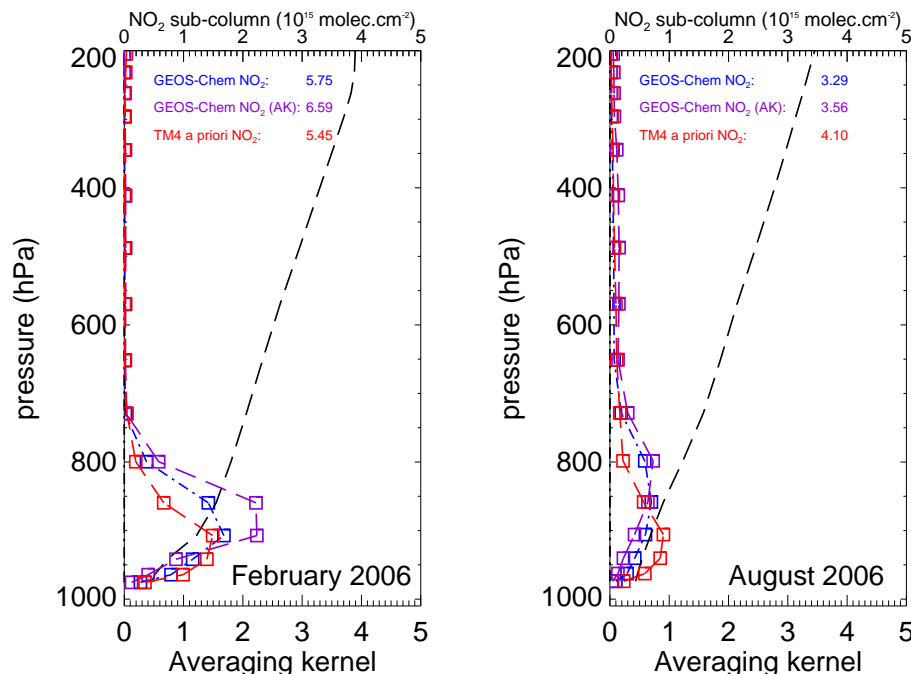 NO2 sub-column (10^15 molec.cm^-2)
0 1 2 3 4 5
200
400
600
800
1000
pressure (hPa)
GEOS-Chem NO2: 5.75
GEOS-Chem NO2 (AK): 6.59
TM4 a priori NO2: 5.45
February 2006
0 1 2 3 4 5
Averaging kernel
NO2 sub-column (10^15 molec.cm^-2)
0 1 2 3 4 5
200
400
600
800
1000
pressure (hPa)
GEOS-Chem NO2: 3.29
GEOS-Chem NO2 (AK): 3.56
TM4 a priori NO2: 4.10
August 2006
0 1 2 3 4 5
Averaging kernel